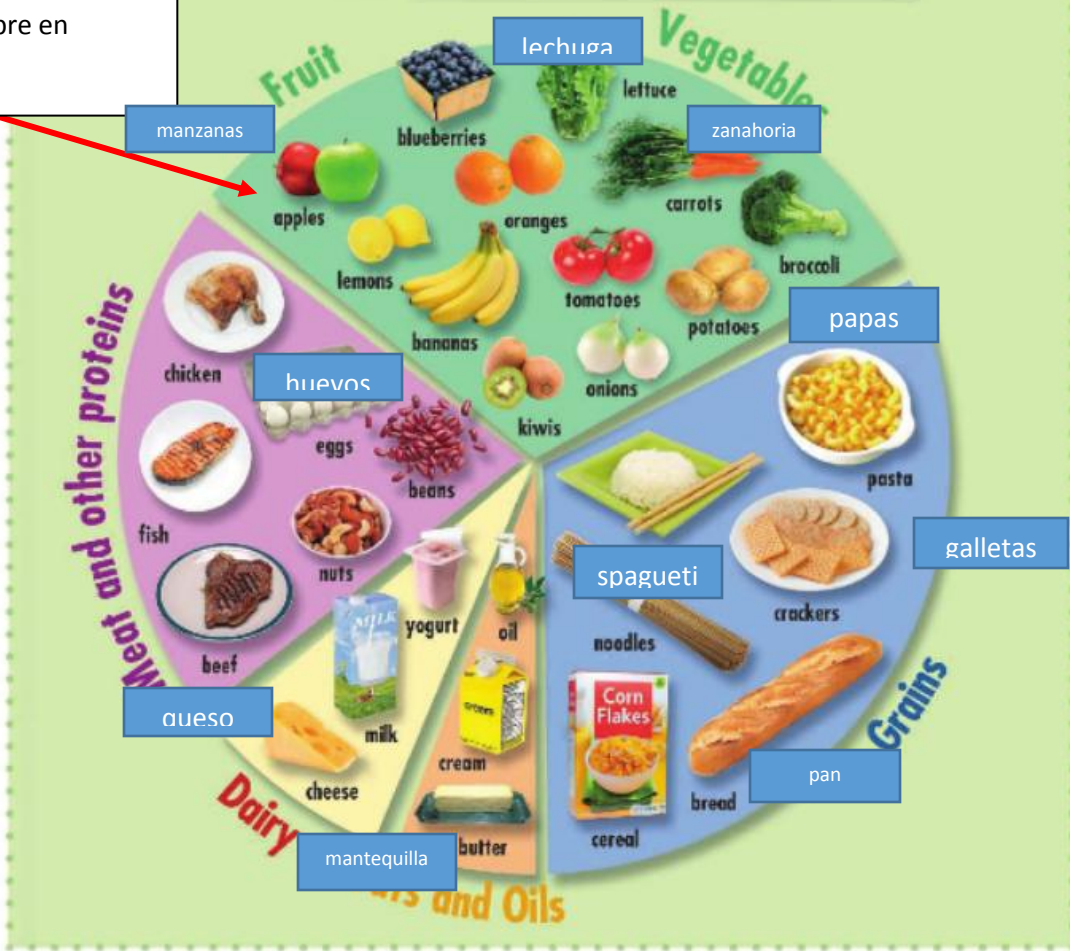 bre en
Fruit
Vegetables
lechuga
lettuce
manzanas
blueberries
zanahoria
apples
oranges
carrots
lemons
tomatoes
broccoli
bananas
potatoes
papas
onions
kiwis
Meat and other proteins
chicken
huevos
eggs
beans
fish
nuts
beef
pasta
galletas
crackers
spagueti
noodles
Grains
Corn
Flakes
cereal
bread
pan
yogurt
MILK
milk
queso
cheese
Dairy
oil
cream
cream
butter
mantequilla
and Oils